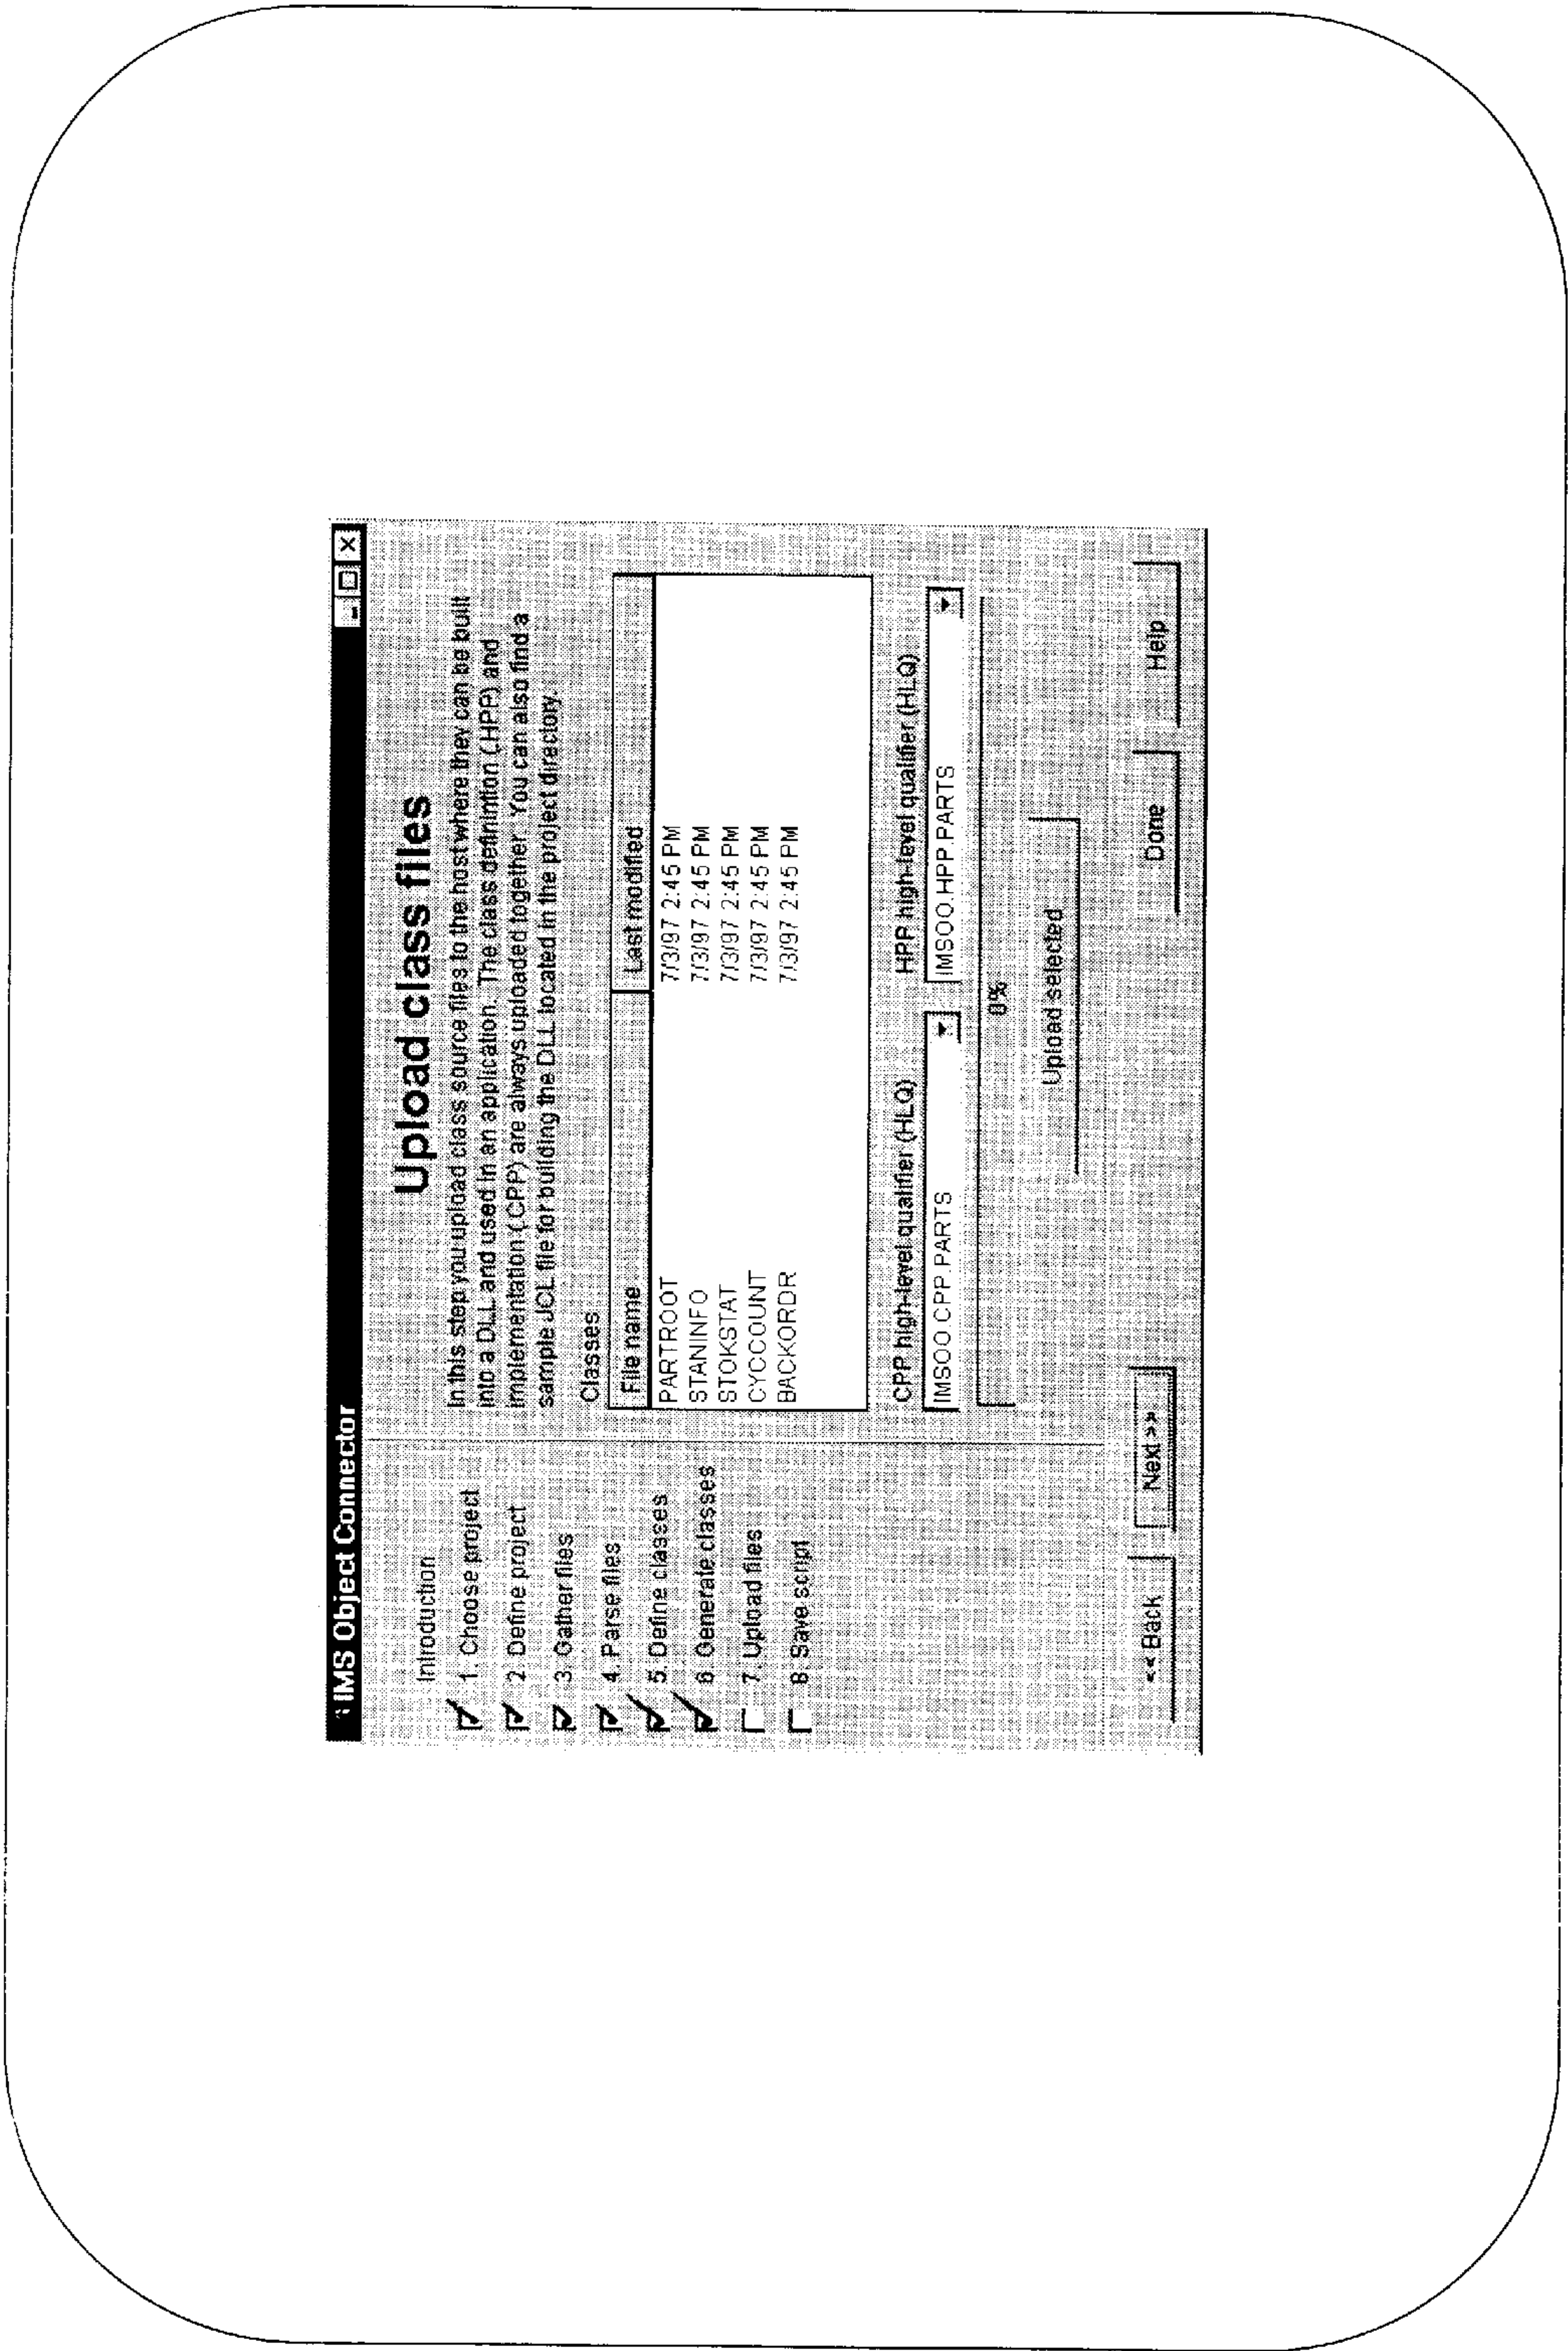 IMS Object Connector
Introduction
1. Choose project
2 Define project
3 Gather files
4. Parse files
5. Define classes
6 Generate classes
7. Upload files
8 Save script
Upload class files
In this step you upload class source files to the host where they can be built
into a DLL and used in an application. The class definintion (.HPP) and
implementation (.CPP) are always uploaded together. You can also find a
sample JCL file for building the DLL located in the project directory.
Classes
File name Last modified
PARTROOT 7/3/97 2:45 PM
STANINFO 7/3/97 2:45 PM
STOKSTAT 7/3/97 2:45 PM
CYCCOUNT 7/3/97 2:45 PM
BACKORDR 7/3/97 2:45 PM
CPP high-level qualifier (HLQ) HPP high-level qualifier (HLQ)
IMSOO.CPP.PARTS IMSOO.HPP.PARTS
0%
Upload selected
<< Back Next >> Done Help